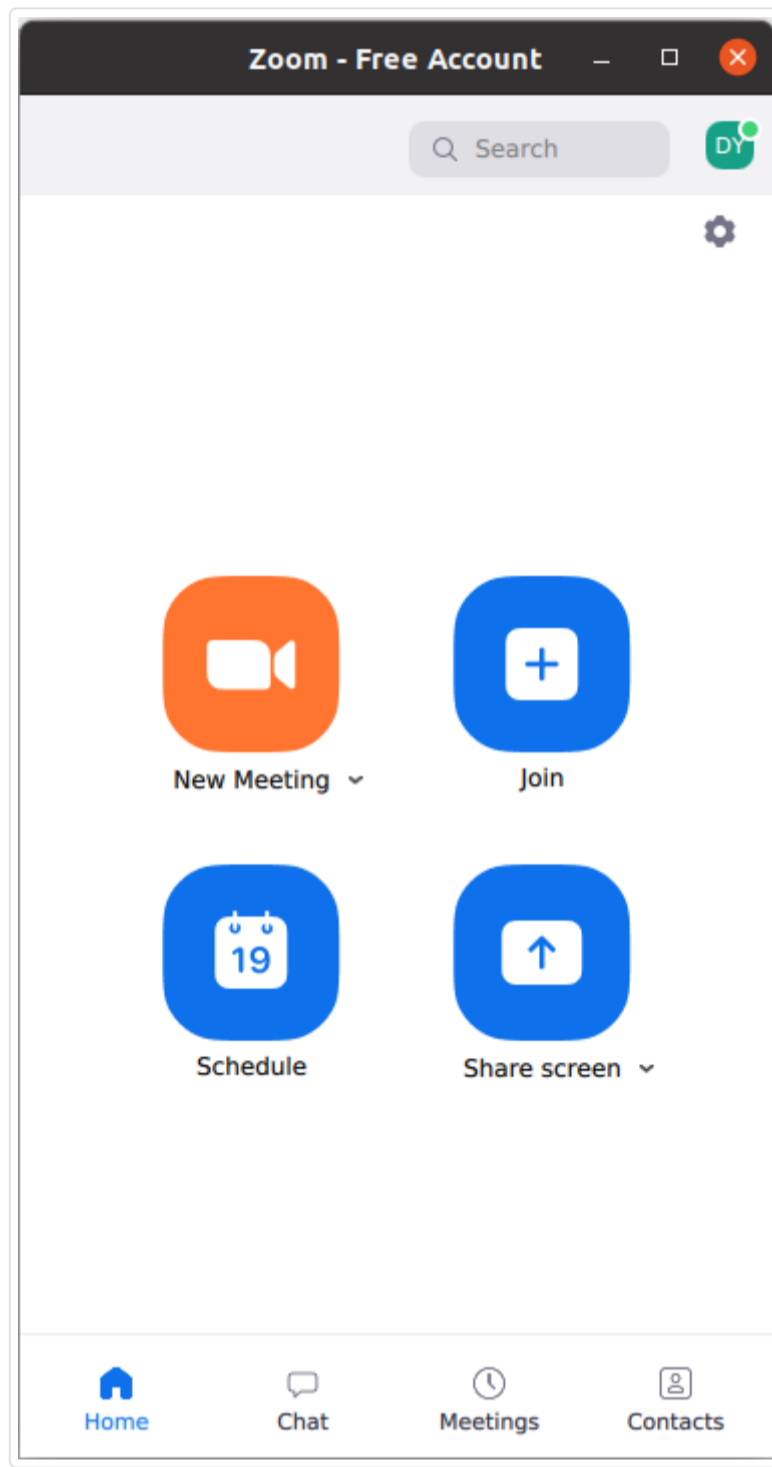 Zoom - Free Account
Search
DY
New Meeting
Join
19
Schedule
Share screen
Home
Chat
Meetings
Contacts